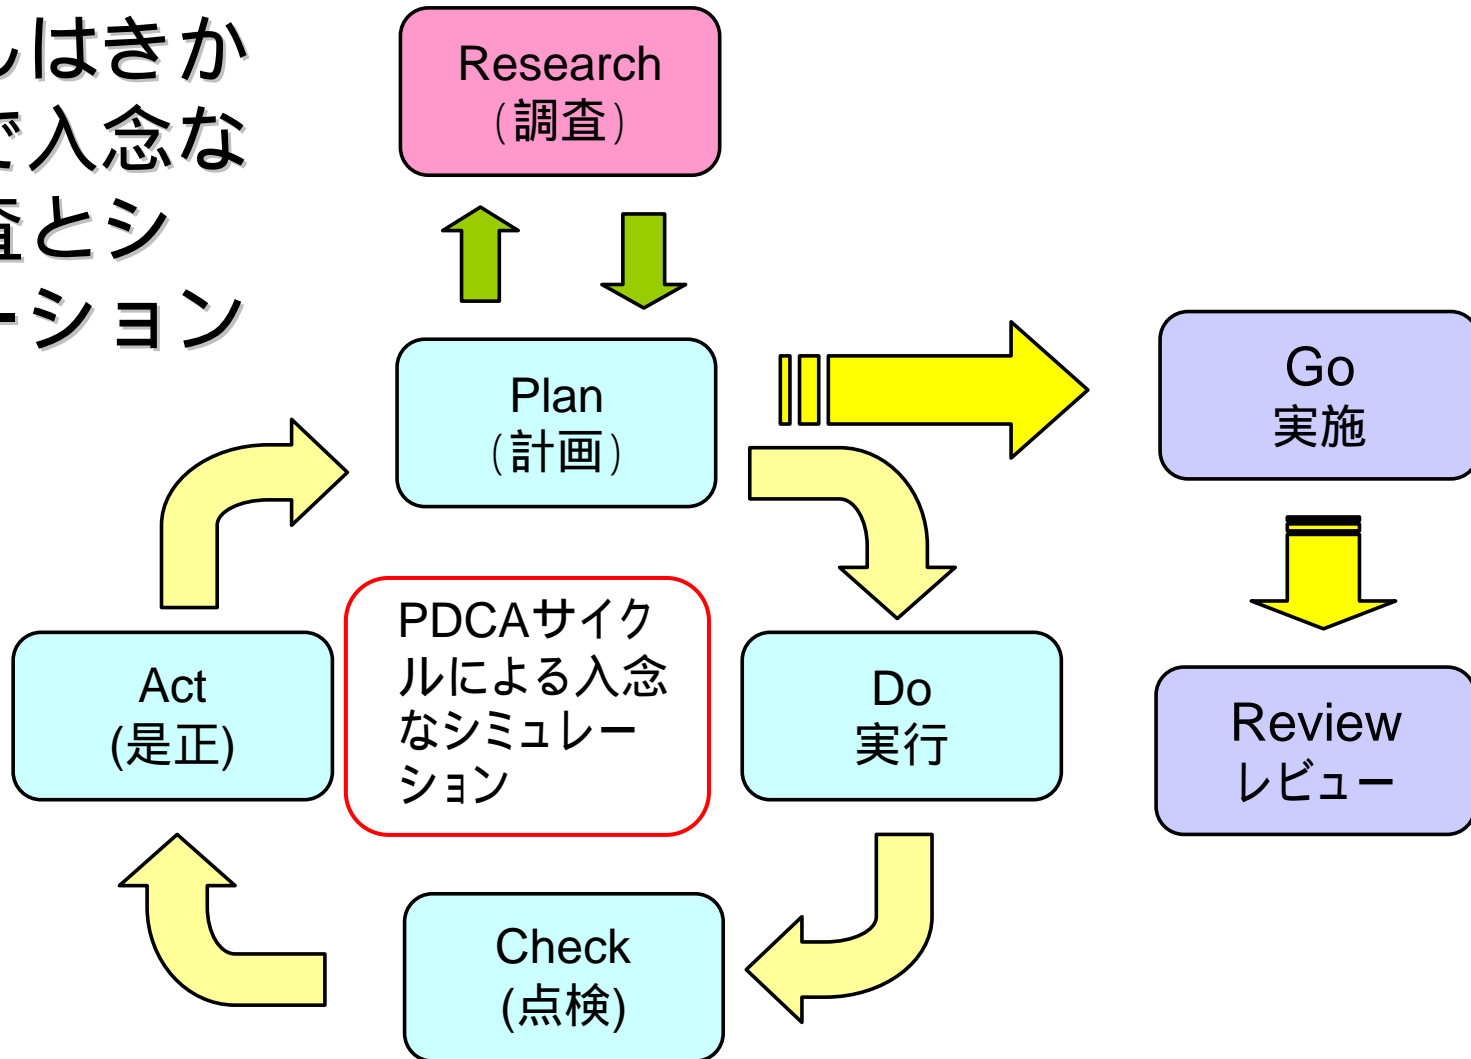 しはきか
で入念な
査とシ
ーション
Research
(調査)
Plan
(計画)
Go
実施
PDCAサイク
ルによる入念
なシミュレー
ション
Act
(是正)
Do
実行
Review
レビュー
Check
(点検)